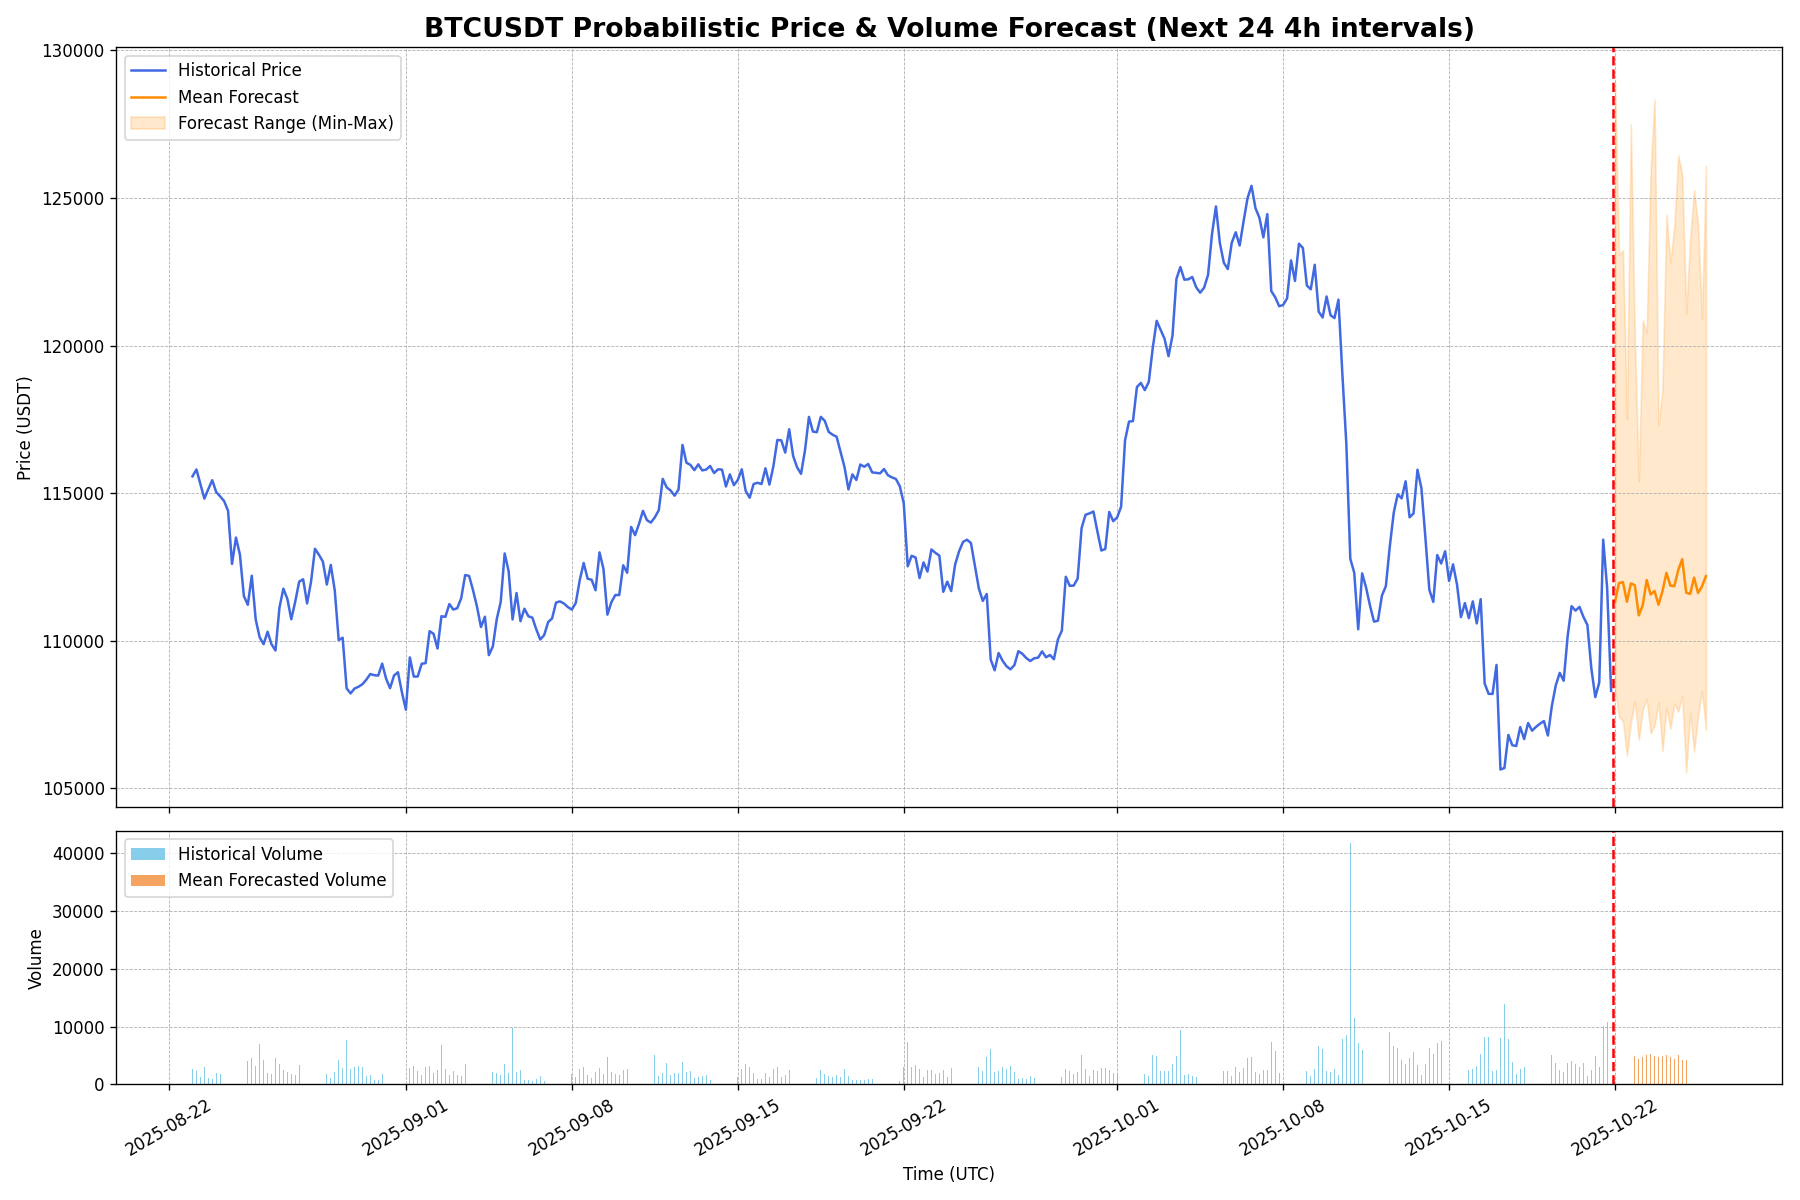 BTCUSDT Probabilistic Price & Volume Forecast (Next 24 4h intervals)
130000
125000
120000
115000
110000
105000
Price (USDT)
Historical Price
Mean Forecast
Forecast Range (Min-Max)
40000
30000
20000
10000
0
Volume
Historical Volume
Mean Forecasted Volume
2025-08-22
2025-09-01
2025-09-08
2025-09-15
2025-09-22
2025-10-01
2025-10-08
2025-10-15
2025-10-22
Time (UTC)